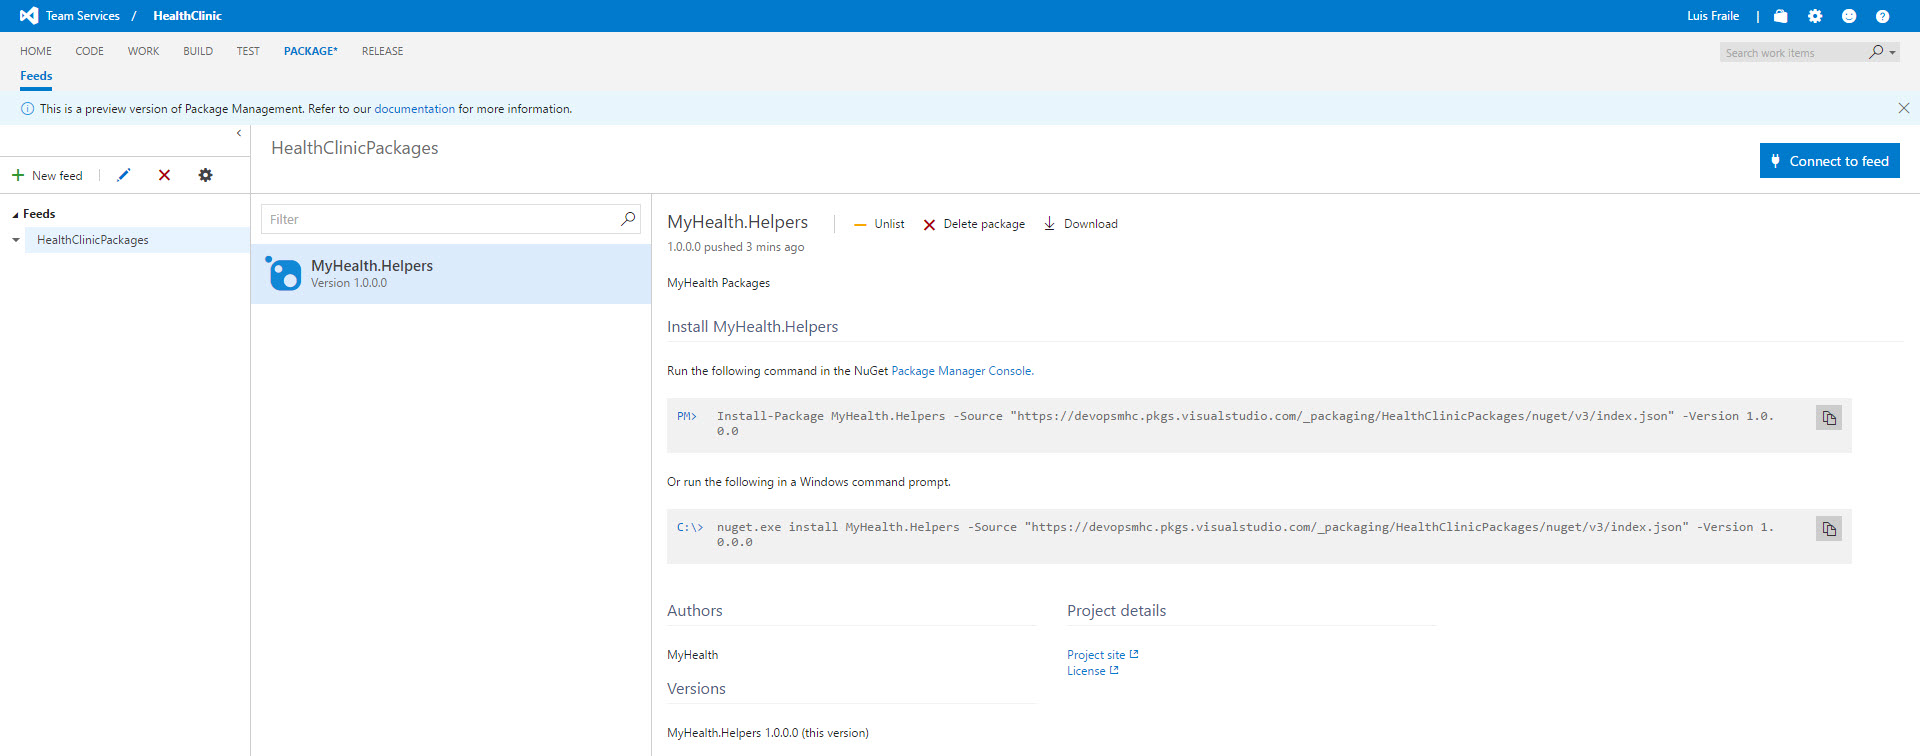 Team Services / HealthClinic
Luis Fraile |
HOME CODE WORK BUILD TEST PACKAGE* RELEASE
Search work items
Feeds
This is a preview version of Package Management. Refer to our documentation for more information.
HealthClinicPackages
Connect to feed
New feed
Feeds
HealthClinicPackages
Filter
MyHealth.Helpers
Version 1.0.0.0
MyHealth.Helpers
Unlist
Delete package
Download
1.0.0.0 pushed 3 mins ago
MyHealth Packages
Install MyHealth.Helpers
Run the following command in the NuGet Package Manager Console.
PM> Install-Package MyHealth.Helpers -Source "https://devopsmhc.pkgs.visualstudio.com/_packaging/HealthClinicPackages/nuget/v3/index.json" -Version 1.0.
0.0
Or run the following in a Windows command prompt.
C:\> nuget.exe install MyHealth.Helpers -Source "https://devopsmhc.pkgs.visualstudio.com/_packaging/HealthClinicPackages/nuget/v3/index.json" -Version 1.
0.0.0
Authors
MyHealth
Versions
MyHealth.Helpers 1.0.0.0 (this version)
Project details
Project site
License